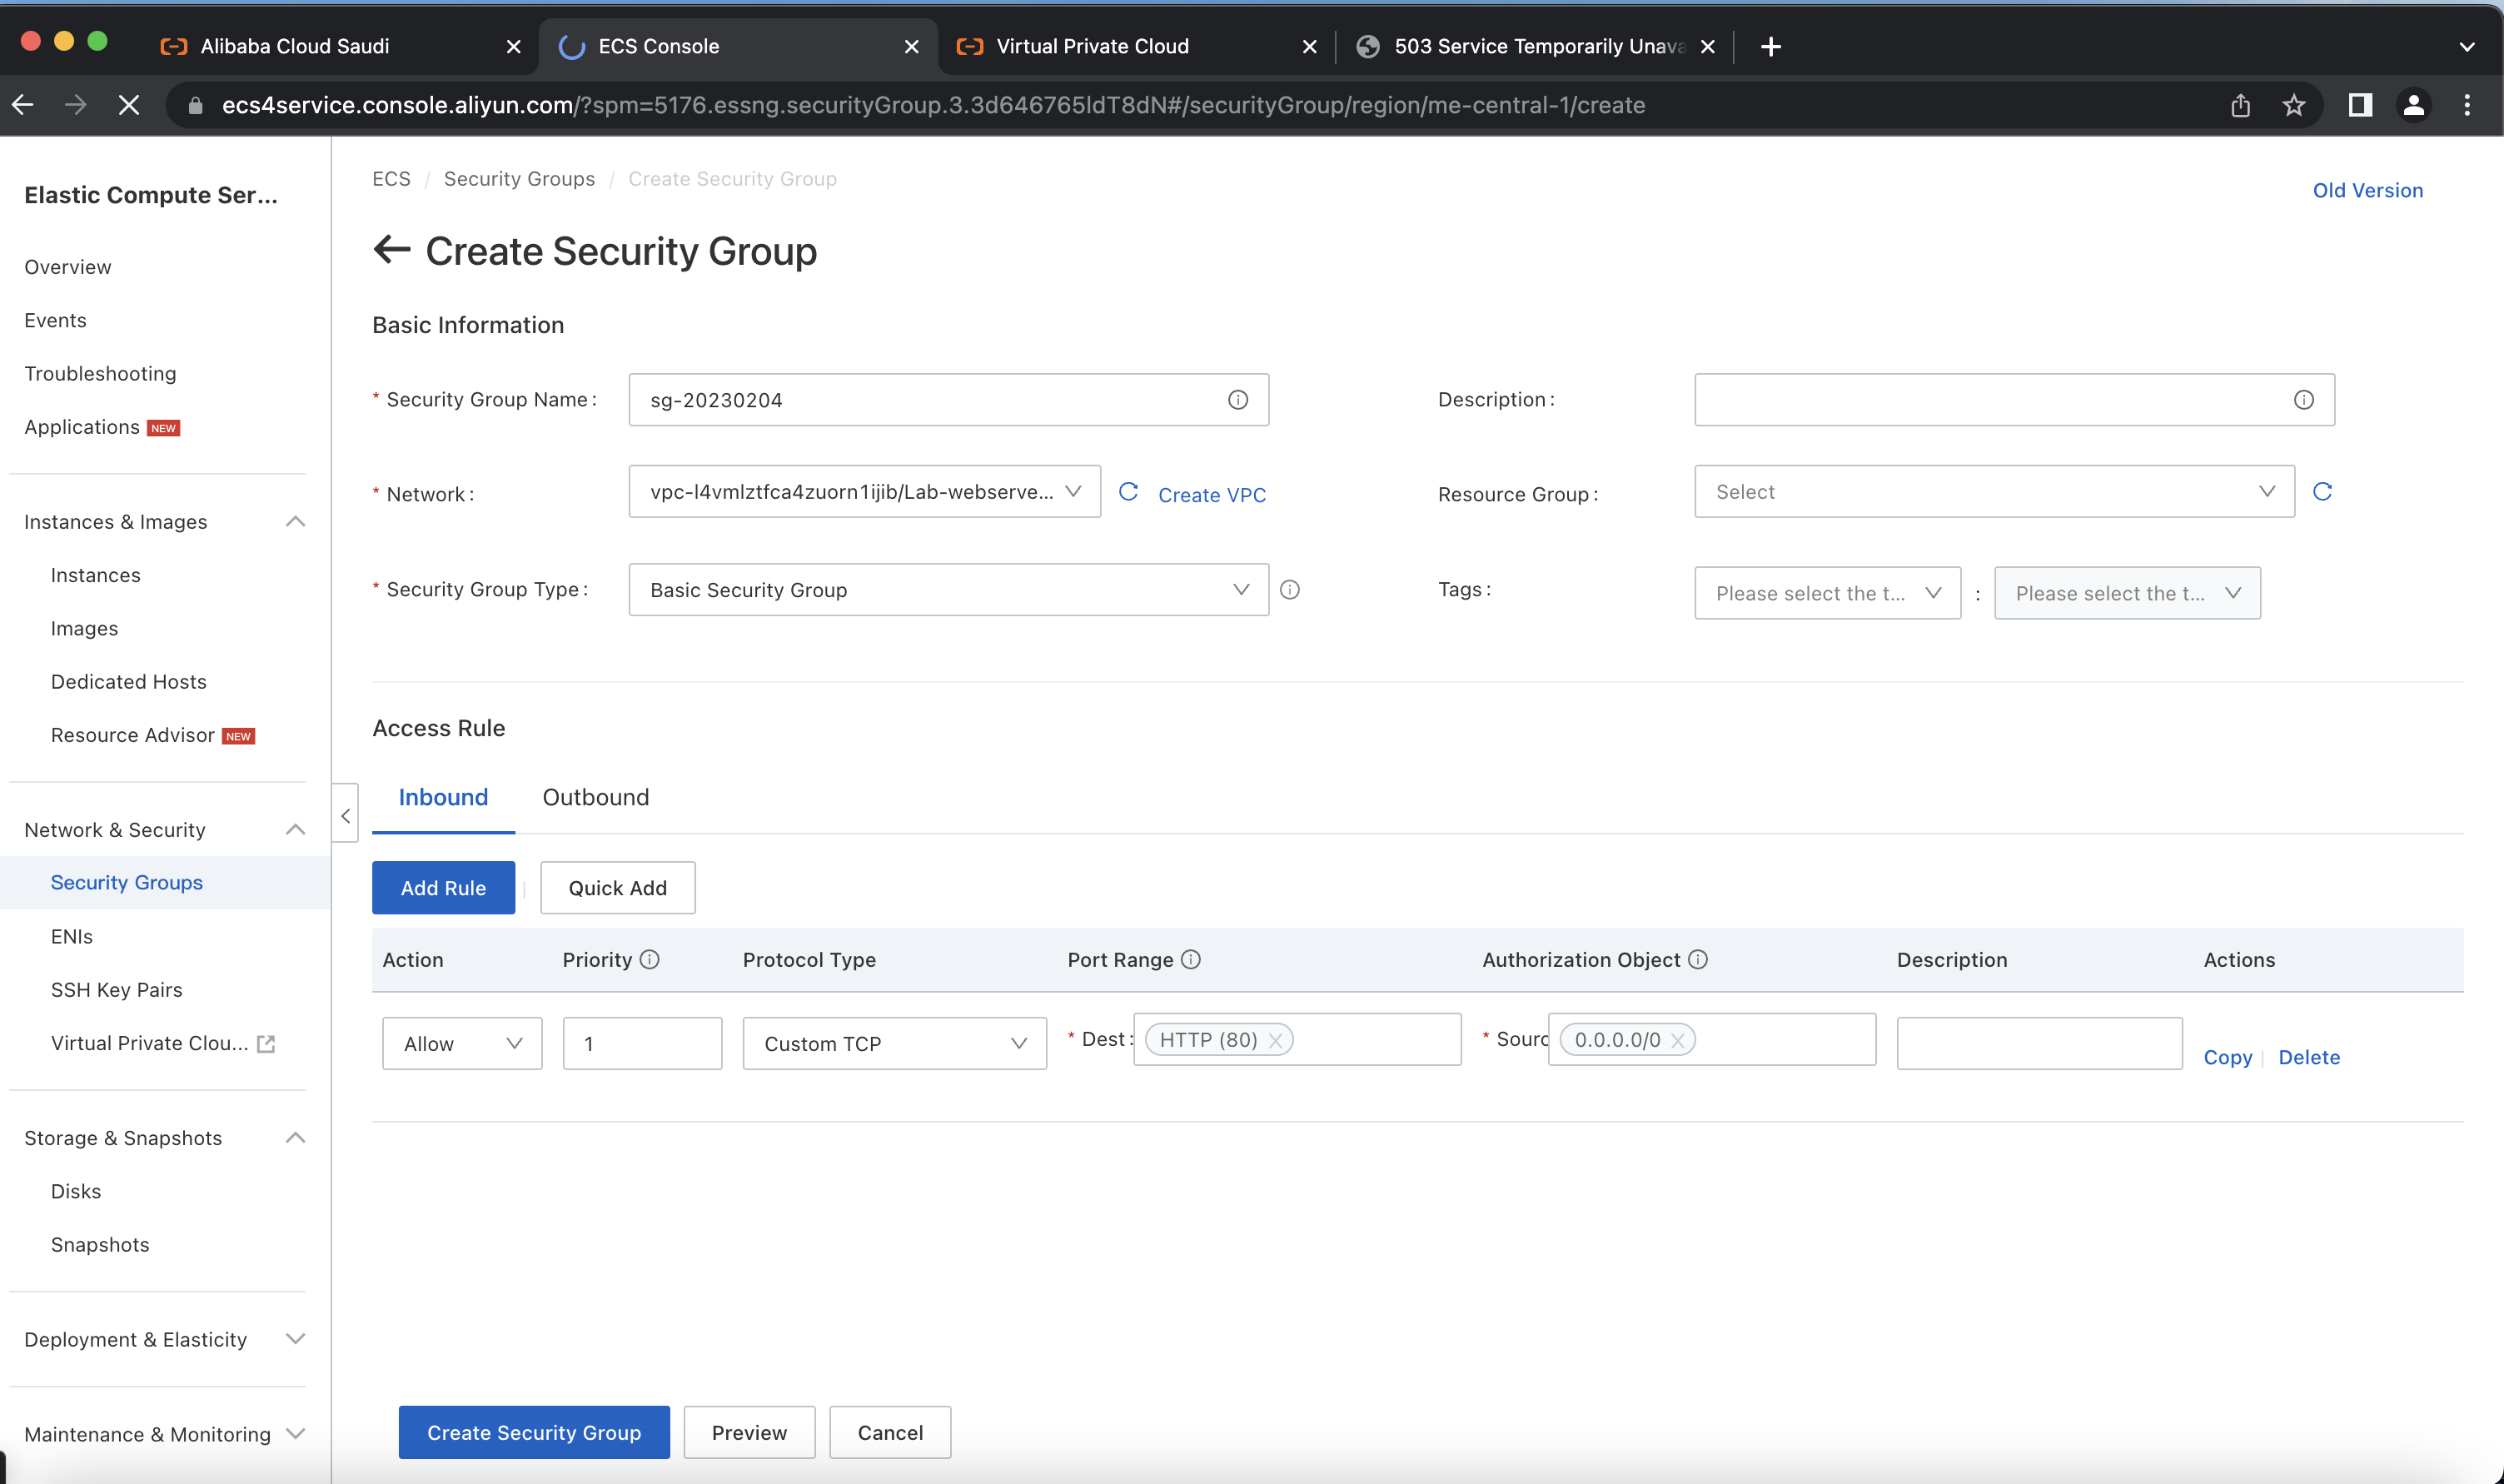 Alibaba Cloud Saudi
ECS Console
Virtual Private Cloud
503 Service Temporarily Unava
ecs4service.console.aliyun.com/?spm=5176.essng.securityGroup.3.3d646765ldT8dN#/securityGroup/region/me-central-1/create
Elastic Compute Ser...
Overview
Events
Troubleshooting
Applications NEW
Instances & Images
Instances
Images
Dedicated Hosts
Resource Advisor NEW
Network & Security
Security Groups
ENIs
SSH Key Pairs
Virtual Private Clou...
Storage & Snapshots
Disks
Snapshots
Deployment & Elasticity
Maintenance & Monitoring
ECS / Security Groups / Create Security Group
Old Version
Create Security Group
Basic Information
* Security Group Name: sg-20230204
Description:
* Network: vpc-l4vmlztfca4zuorn1ijib/Lab-webserve... Create VPC
Resource Group: Select
* Security Group Type: Basic Security Group
Tags: Please select the t... : Please select the t...
Access Rule
Inbound Outbound
Add Rule Quick Add
Action Priority Protocol Type Port Range Authorization Object Description Actions
Allow 1 Custom TCP * Dest: HTTP (80) * Sourc 0.0.0.0/0 Copy Delete
Create Security Group Preview Cancel